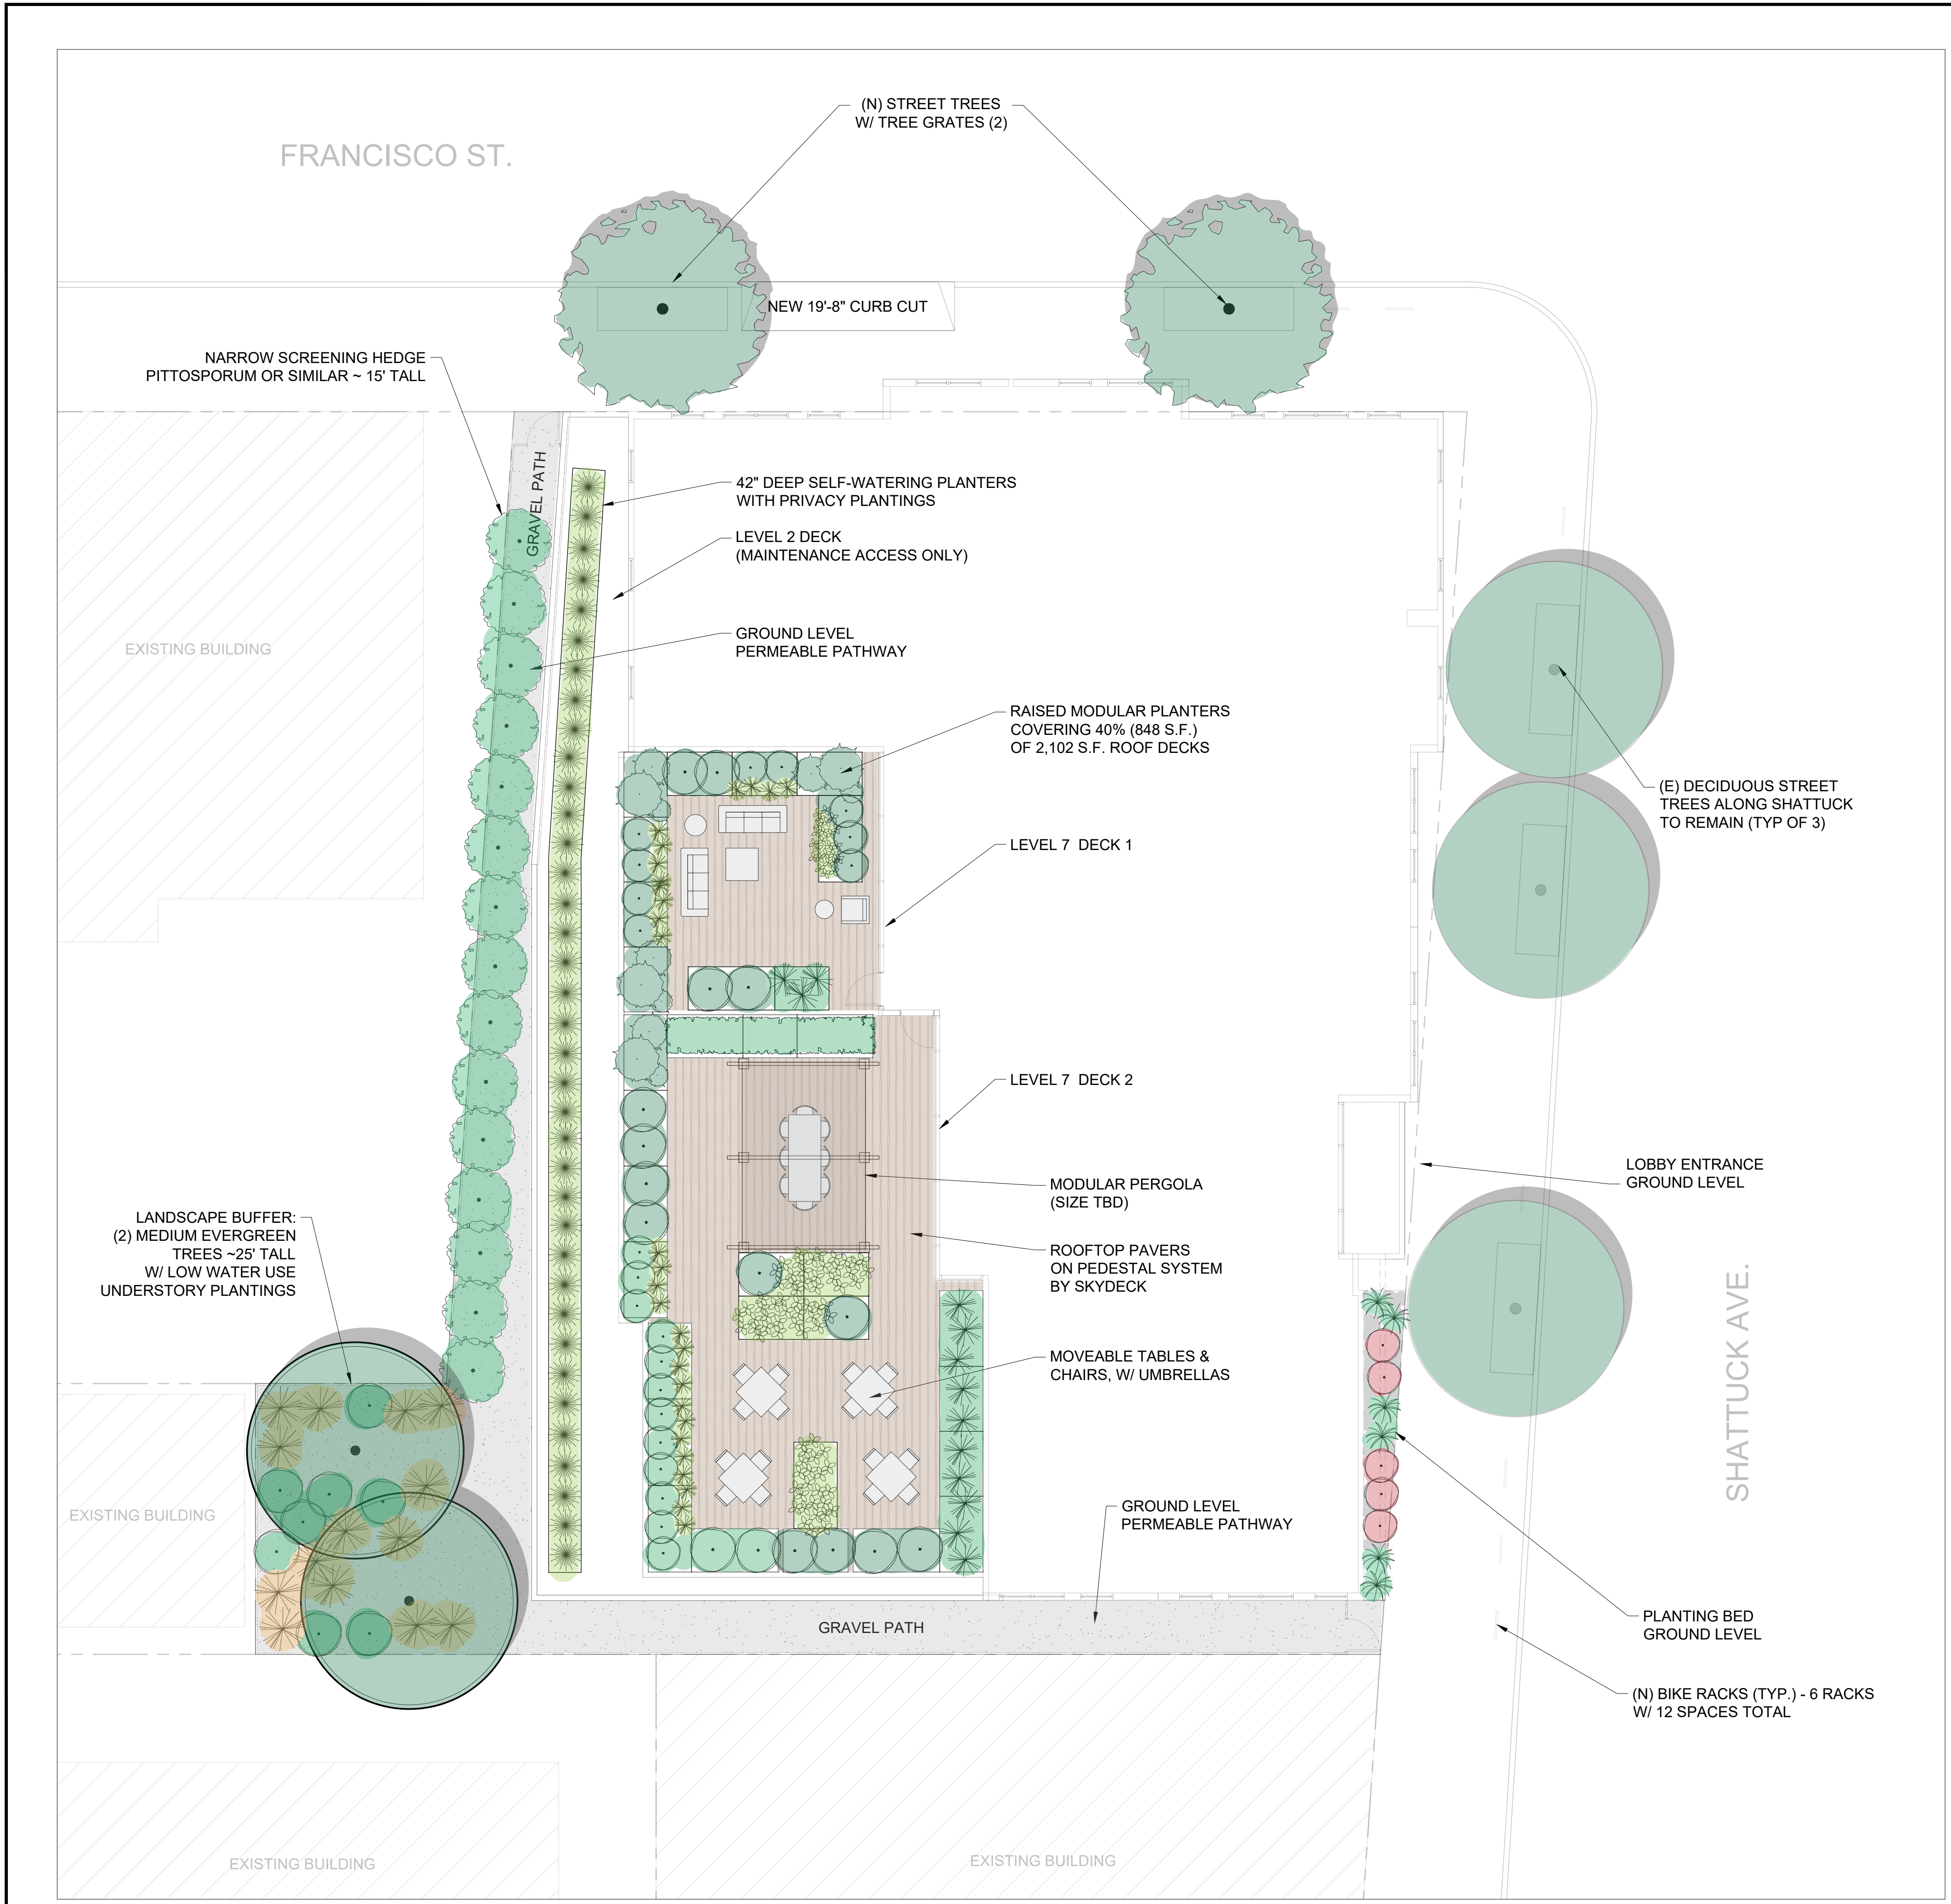 (N) STREET TREES
W/ TREE GRATES (2)
FRANCISCO ST.
NEW 19'-8" CURB CUT
NARROW SCREENING HEDGE
PITTOSPORUM OR SIMILAR ~ 15' TALL
GRAVEL PATH
42" DEEP SELF-WATERING PLANTERS
WITH PRIVACY PLANTINGS
LEVEL 2 DECK
(MAINTENANCE ACCESS ONLY)
EXISTING BUILDING
GROUND LEVEL
PERMEABLE PATHWAY
RAISED MODULAR PLANTERS
COVERING 40% (848 S.F.)
OF 2,102 S.F. ROOF DECKS
(E) DECIDUOUS STREET
TREES ALONG SHATTUCK
TO REMAIN (TYP OF 3)
LEVEL 7  DECK 1
LEVEL 7  DECK 2
MODULAR PERGOLA
(SIZE TBD)
LOBBY ENTRANCE
GROUND LEVEL
LANDSCAPE BUFFER:
(2) MEDIUM EVERGREEN
TREES ~25' TALL
W/ LOW WATER USE
UNDERSTORY PLANTINGS
ROOFTOP PAVERS
ON PEDESTAL SYSTEM
BY SKYDECK
SHATTUCK AVE.
MOVEABLE TABLES &
CHAIRS, W/ UMBRELLAS
EXISTING BUILDING
GROUND LEVEL
PERMEABLE PATHWAY
GRAVEL PATH
PLANTING BED
GROUND LEVEL
(N) BIKE RACKS (TYP.) - 6 RACKS
W/ 12 SPACES TOTAL
EXISTING BUILDING
EXISTING BUILDING